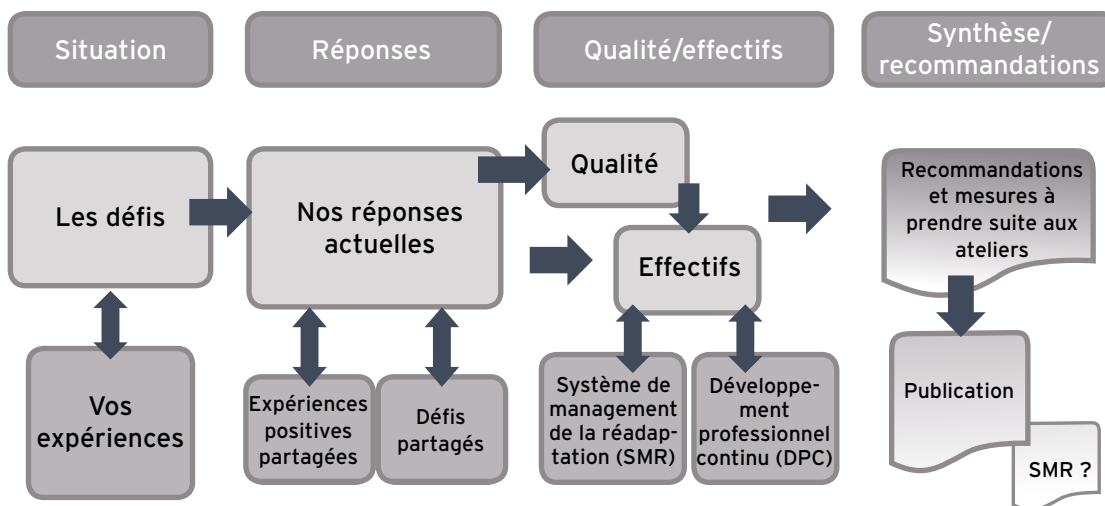 Situation
Réponses
Qualité/effectifs
Synthèse/
recommandations
Les défis
Nos réponses
actuelles
Qualité
Effectifs
Recommandations
et mesures à
prendre suite aux
ateliers
Vos
expériences
Expériences
positives
partagées
Défis
partagés
Système de
management
de la réadap-
tation (SMR)
Développe-
ment
professionnel
continu (DPC)
Publication
SMR ?